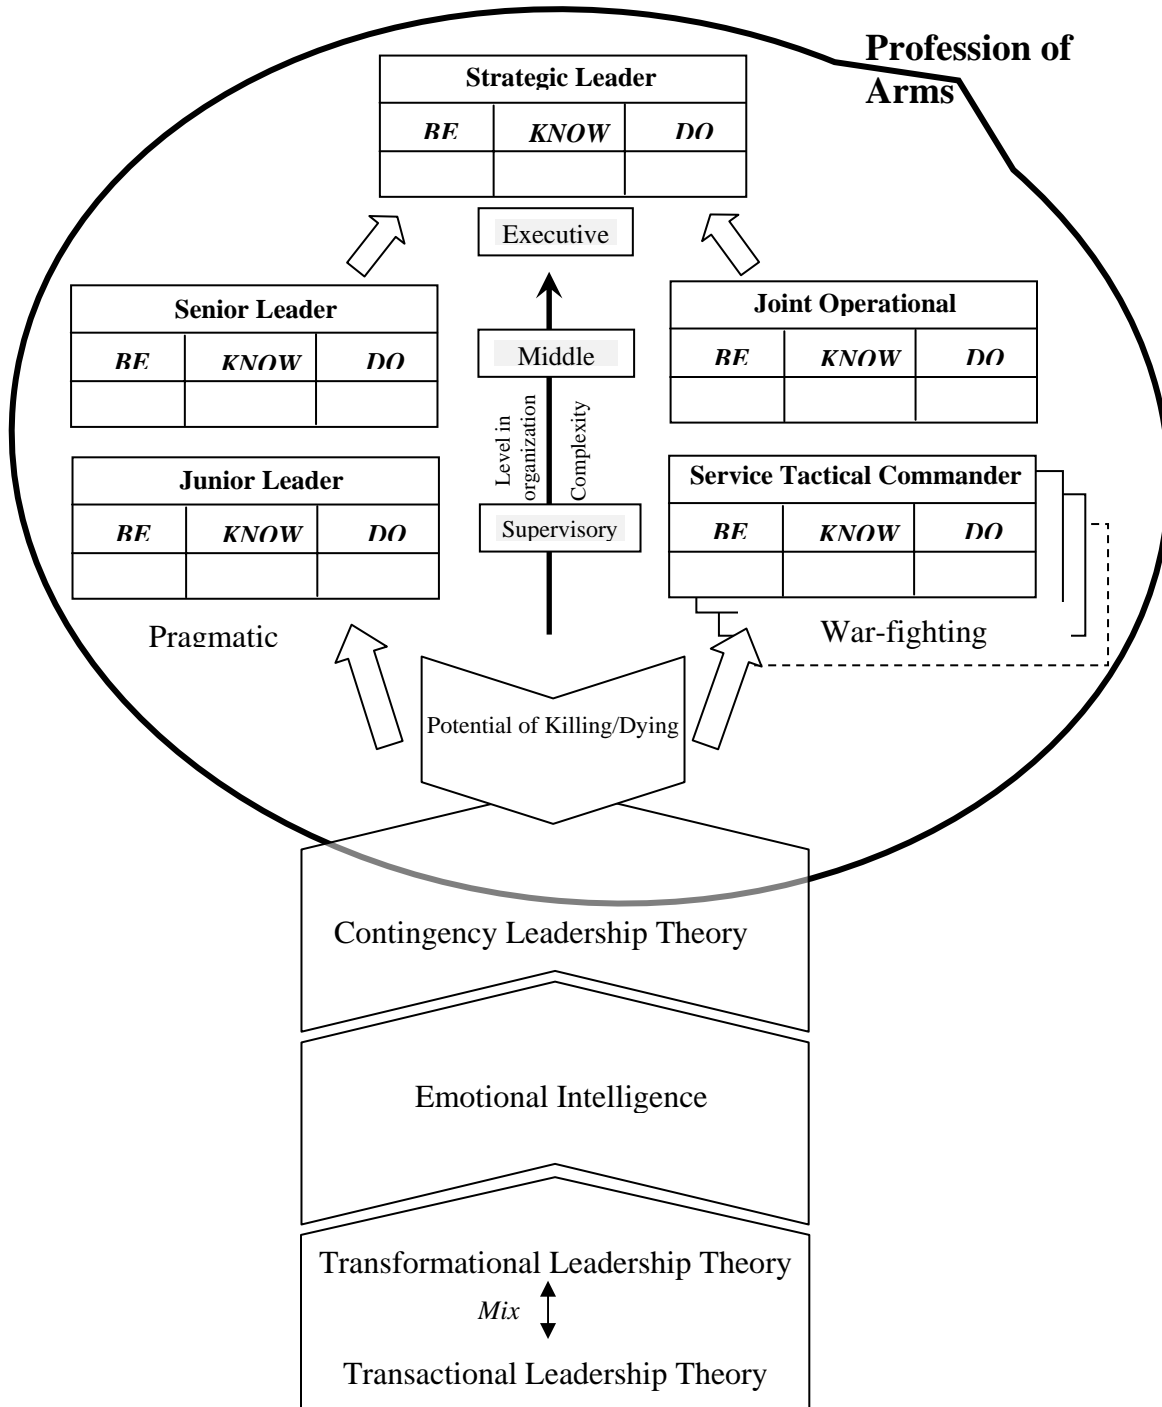 Profession of
Arms
Strategic Leader
BE KNOW DO
Executive
Senior Leader
BE KNOW DO
Joint Operational
BE KNOW DO
Middle
Level in
organization
Complexity
Junior Leader
BE KNOW DO
Service Tactical Commander
BE KNOW DO
Supervisory
Pragmatic
War-fighting
Potential of Killing/Dying
Contingency Leadership Theory
Emotional Intelligence
Transformational Leadership Theory
Mix
Transactional Leadership Theory